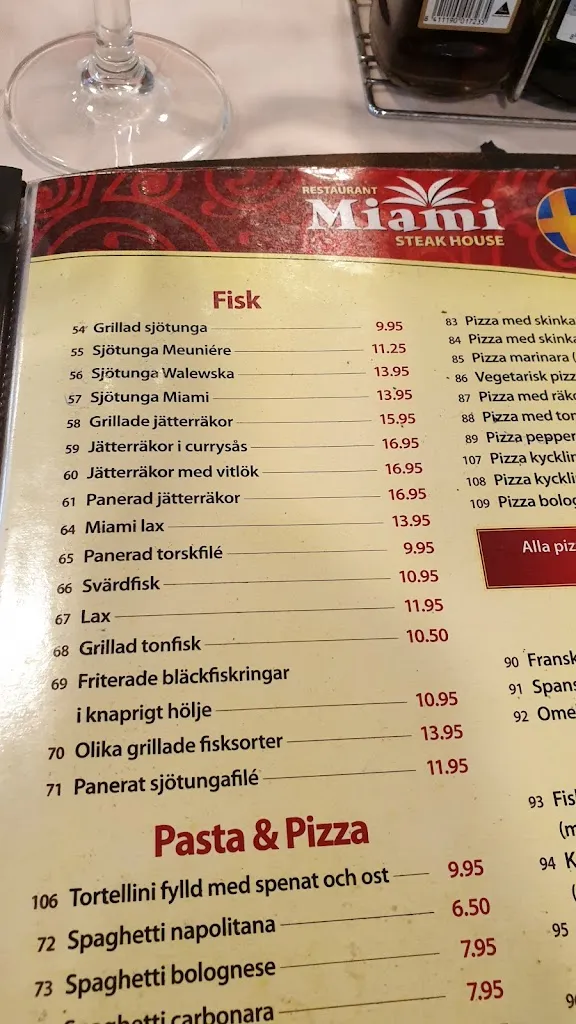 8 411190 017235
RESTAURANT
Miami
STEAK HOUSE
Fisk
54 Grillad sjötunga 9.95
55 Sjötunga Meuniére 11.25
56 Sjötunga Walewska 13.95
57 Sjötunga Miami 13.95
58 Grillade jätterräkor 15.95
59 Jätterräkor i currysås 16.95
60 Jätterräkor med vitlök 16.95
61 Panerad jätterräkor 16.95
64 Miami lax 13.95
65 Panerad torskfilé 9.95
66 Svärdfisk 10.95
67 Lax 11.95
68 Grillad tonfisk 10.50
69 Friterade bläckfiskringar
i knaprigt hölje 10.95
70 Olika grillade fisksorter 13.95
71 Panerat sjötungafilé 11.95
Pasta & Pizza
106 Tortellini fylld med spenat och ost 9.95
72 Spaghetti napolitana 6.50
73 Spaghetti bolognese 7.95
Spaghetti carbonara 7.95
83 Pizza med skinka
84 Pizza med skinka
85 Pizza marinara (
86 Vegetarisk pizz
87 Pizza med räko
88 Pizza med ton
89 Pizza pepper
107 Pizza kycklin
108 Pizza kycklin
109 Pizza bolog
Alla piz
90 Fransk
91 Spans
92 Ome
93 Fis
(m
94 K
(
95